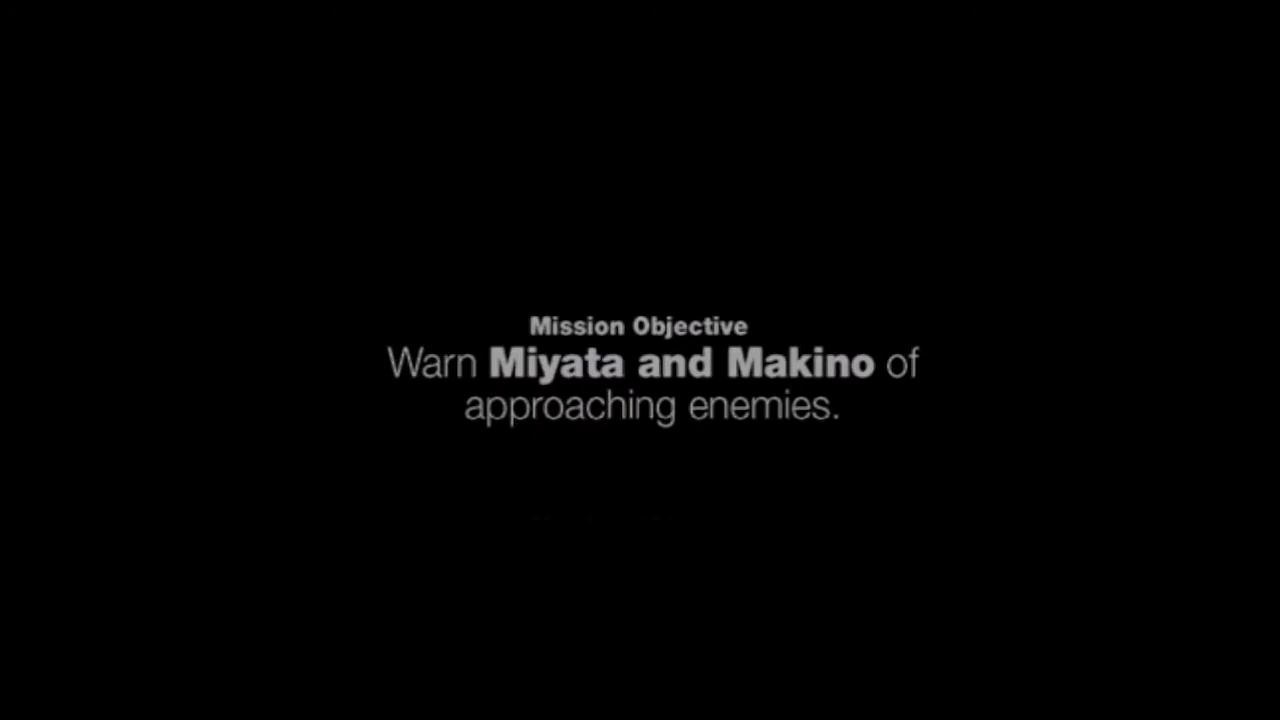 Mission Objective
Warn Miyata and Makino of
approaching enemies.